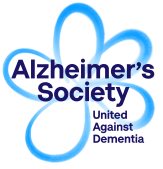 Alzheimer's
Society
United
Against
Dementia